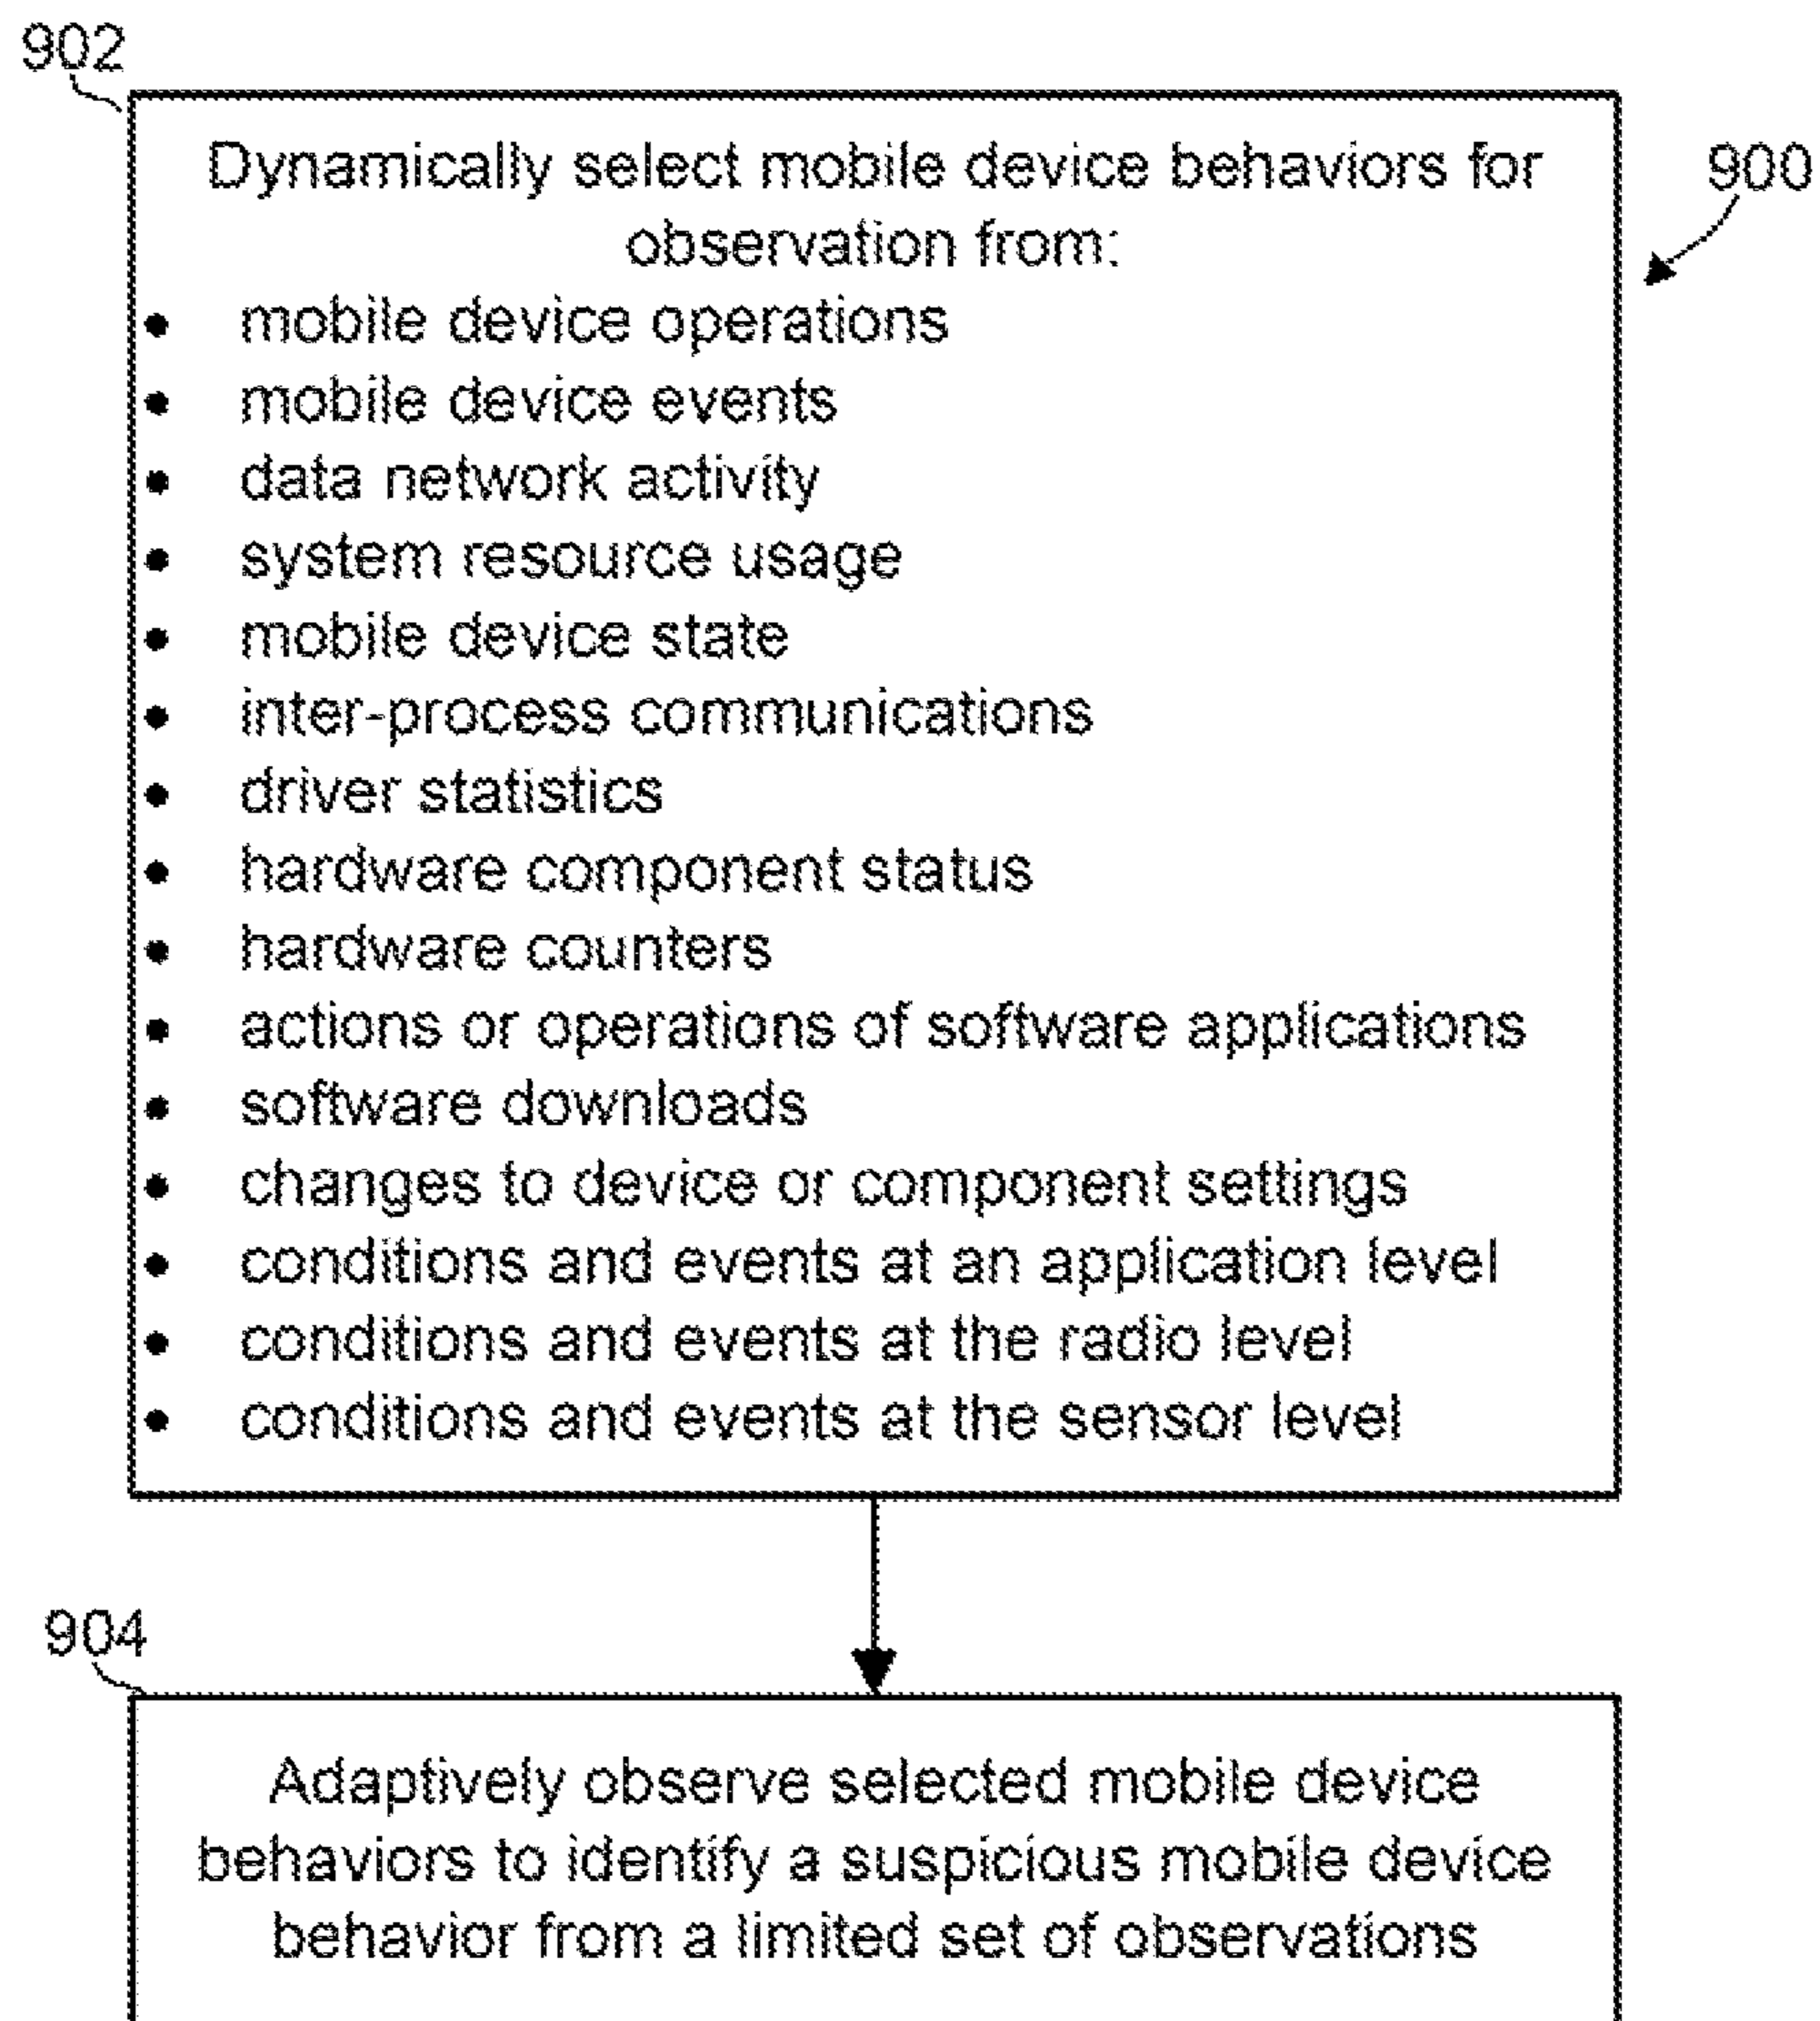 902
Dynamically select mobile device behaviors for
observation from:
900
• mobile device operations
• mobile device events
• data network activity
• system resource usage
• mobile device state
• inter-process communications
• driver statistics
• hardware component status
• hardware counters
• actions or operations of software applications
• software downloads
• changes to device or component settings
• conditions and events at an application level
• conditions and events at the radio level
• conditions and events at the sensor level
904
Adaptively observe selected mobile device
behaviors to identify a suspicious mobile device
behavior from a limited set of observations